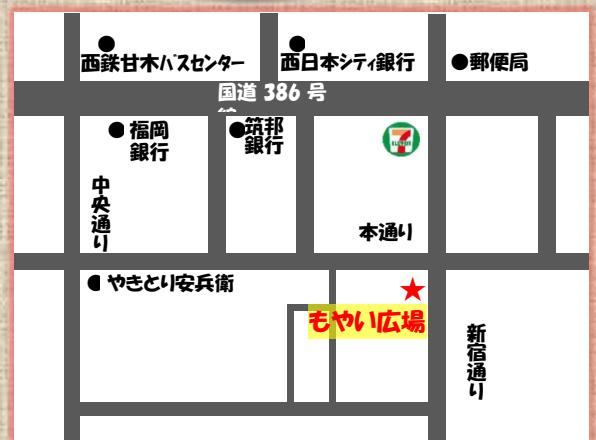 西鉄甘木バスセンター
西日本シティ銀行
郵便局
国道 386 号
福岡
銀行
筑邦
銀行
中央通り
本通り
やきとり安兵衛
もやい広場
新宿通り